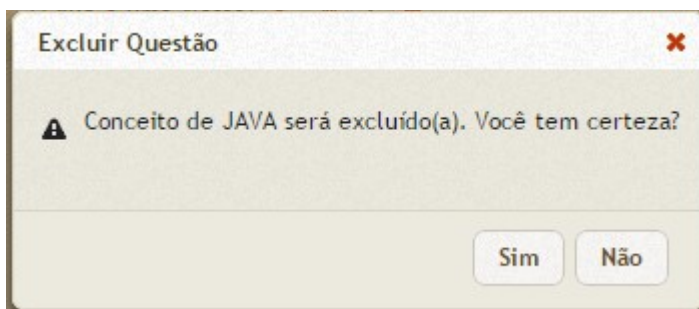 Excluir Questão
Conceito de JAVA será excluído(a). Você tem certeza?
Sim
Não